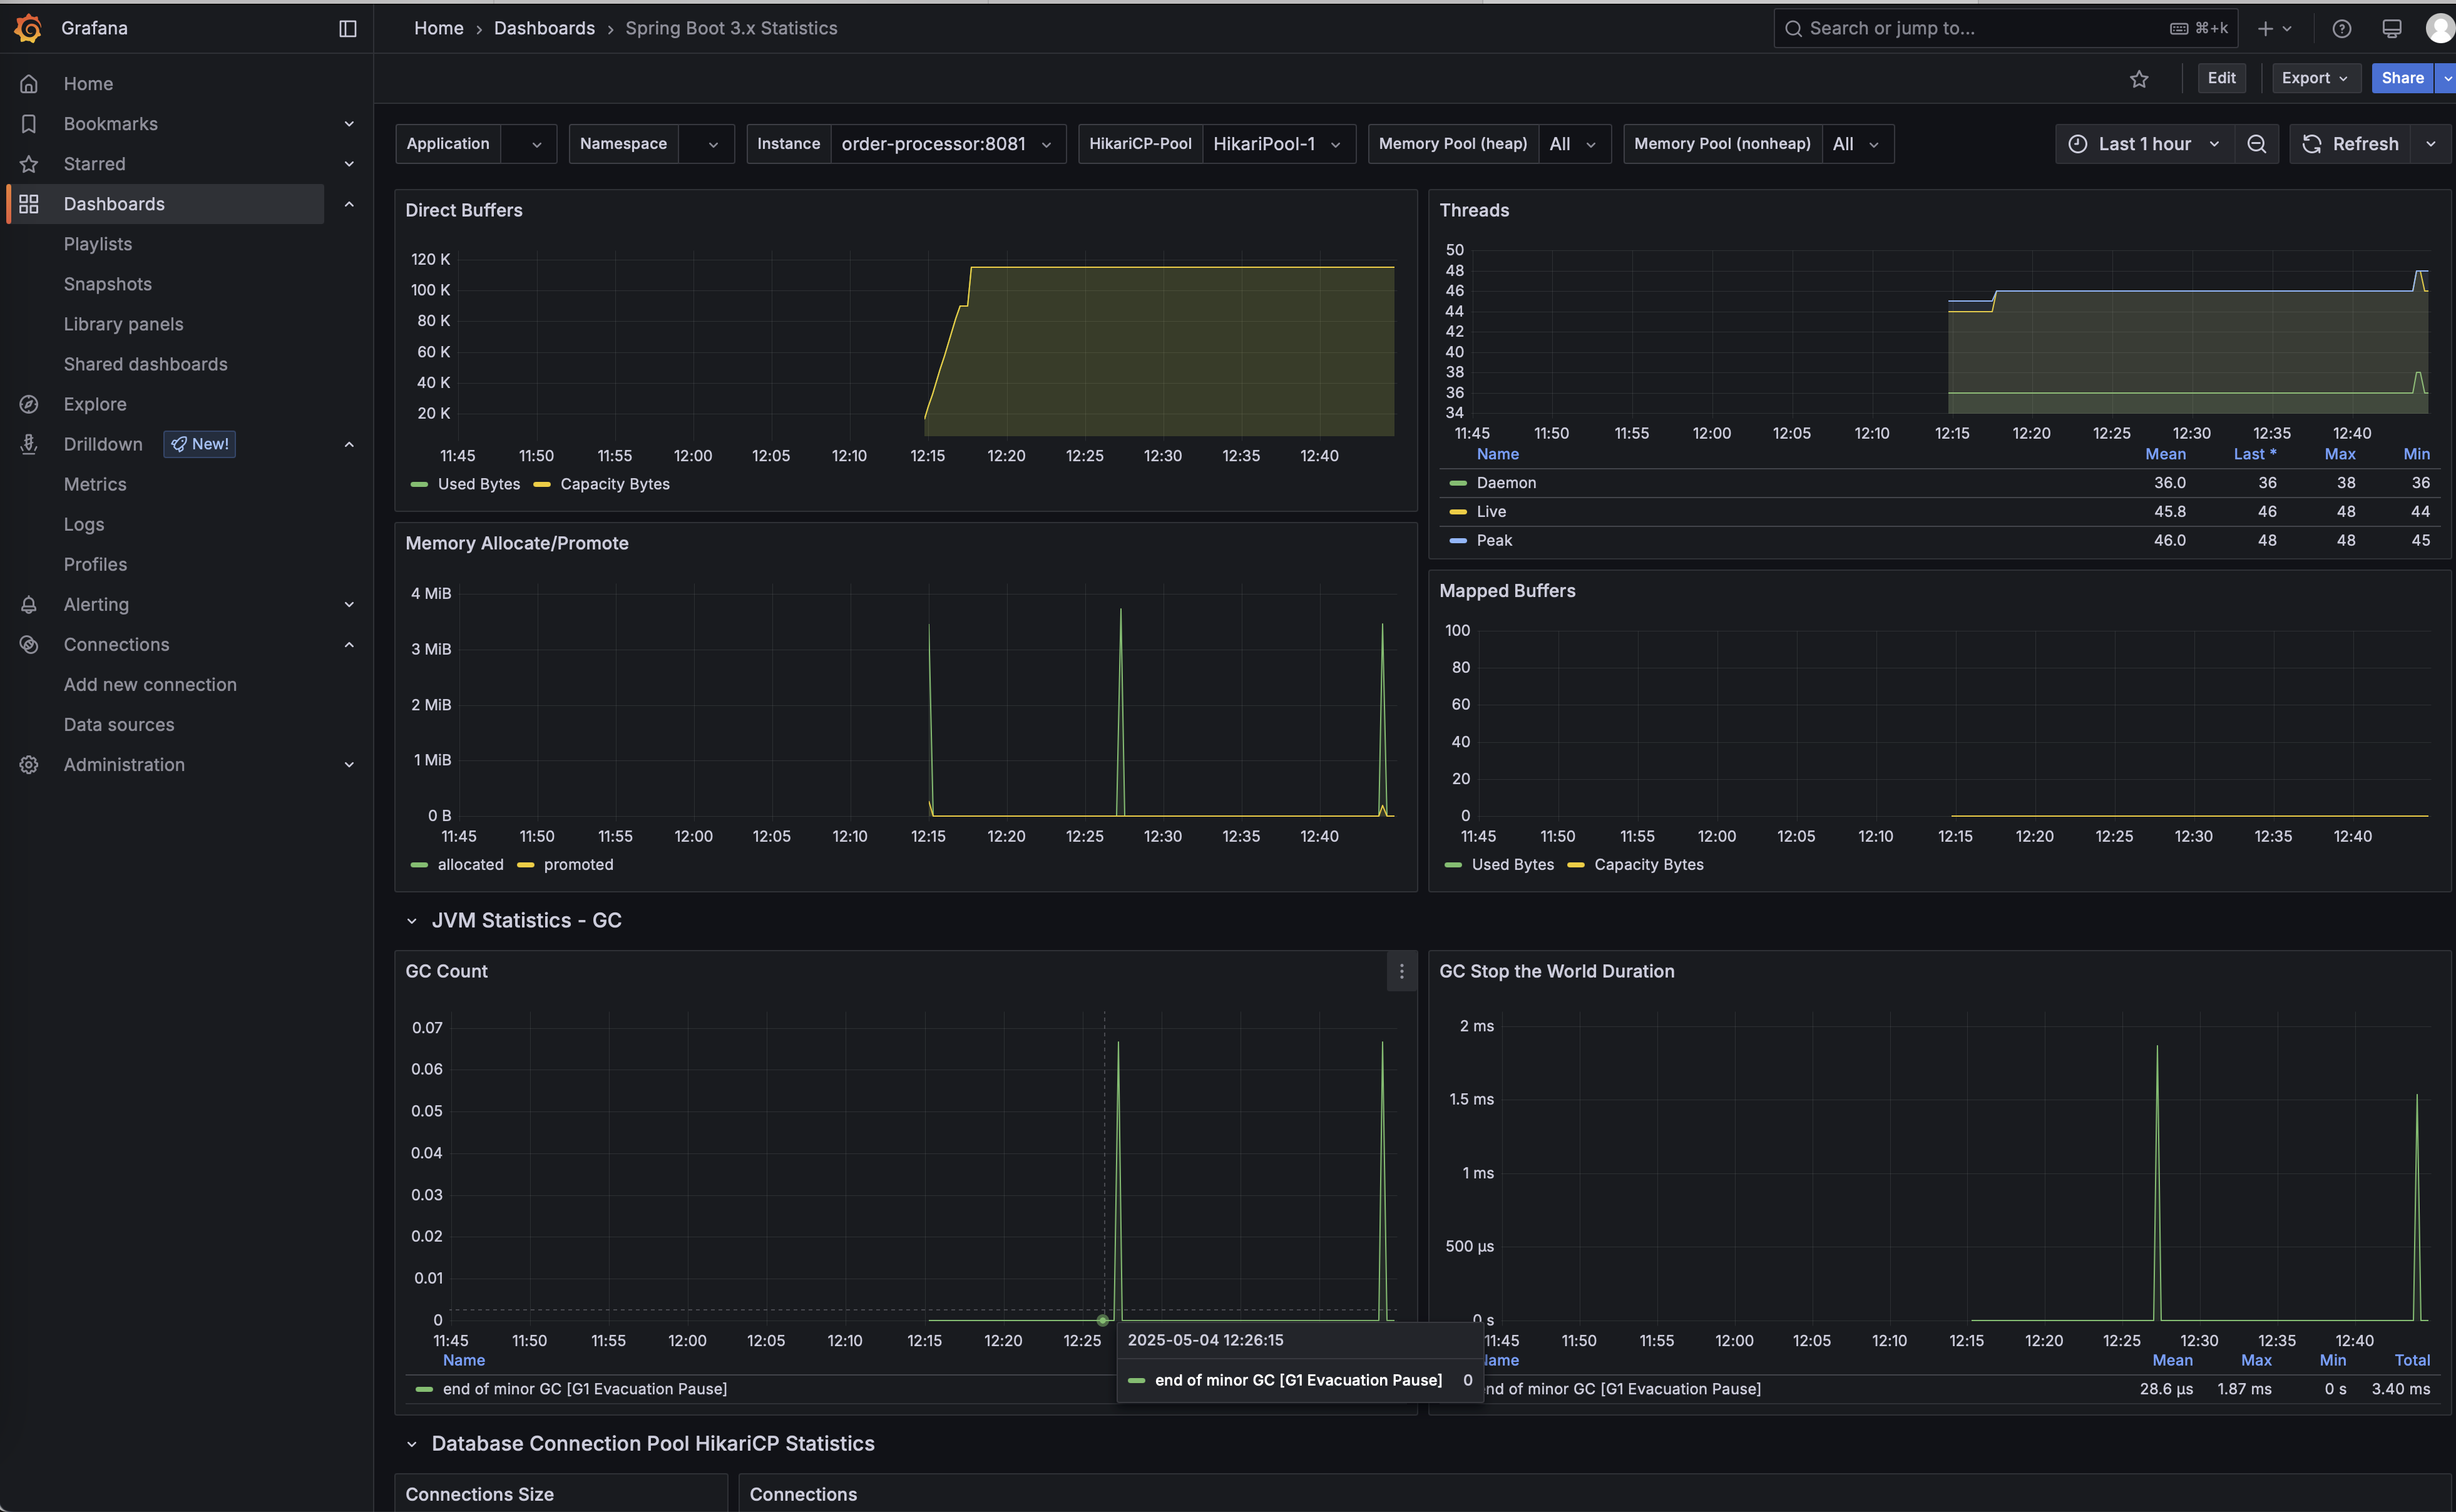 Grafana
Home › Dashboards › Spring Boot 3.x Statistics
Search or jump to... ⌘+k
Edit Export Share
Home
Bookmarks
Starred
Dashboards
Playlists
Snapshots
Library panels
Shared dashboards
Explore
Drilldown New!
Metrics
Logs
Profiles
Alerting
Connections
Add new connection
Data sources
Administration
Application Namespace Instance order-processor:8081 HikariCP-Pool HikariPool-1 Memory Pool (heap) All Memory Pool (nonheap) All Last 1 hour Refresh
Direct Buffers
120 K
100 K
80 K
60 K
40 K
20 K
11:45 11:50 11:55 12:00 12:05 12:10 12:15 12:20 12:25 12:30 12:35 12:40
Used Bytes Capacity Bytes
Threads
50
48
46
44
42
40
38
36
34
11:45 11:50 11:55 12:00 12:05 12:10 12:15 12:20 12:25 12:30 12:35 12:40
Name Mean Last * Max Min
Daemon 36.0 36 38 36
Live 45.8 46 48 44
Peak 46.0 48 48 45
Memory Allocate/Promote
4 MiB
3 MiB
2 MiB
1 MiB
0 B
11:45 11:50 11:55 12:00 12:05 12:10 12:15 12:20 12:25 12:30 12:35 12:40
allocated promoted
Mapped Buffers
100
80
60
40
20
0
11:45 11:50 11:55 12:00 12:05 12:10 12:15 12:20 12:25 12:30 12:35 12:40
Used Bytes Capacity Bytes
JVM Statistics - GC
GC Count
0.07
0.06
0.05
0.04
0.03
0.02
0.01
0
11:45 11:50 11:55 12:00 12:05 12:10 12:15 12:20 12:25
Name
end of minor GC [G1 Evacuation Pause]
2025-05-04 12:26:15
end of minor GC [G1 Evacuation Pause] 0
GC Stop the World Duration
2 ms
1.5 ms
1 ms
500 µs
0 s
11:45 11:50 11:55 12:00 12:05 12:10 12:15 12:20 12:25 12:30 12:35 12:40
Name Mean Max Min Total
end of minor GC [G1 Evacuation Pause] 28.6 µs 1.87 ms 0 s 3.40 ms
Database Connection Pool HikariCP Statistics
Connections Size
Connections